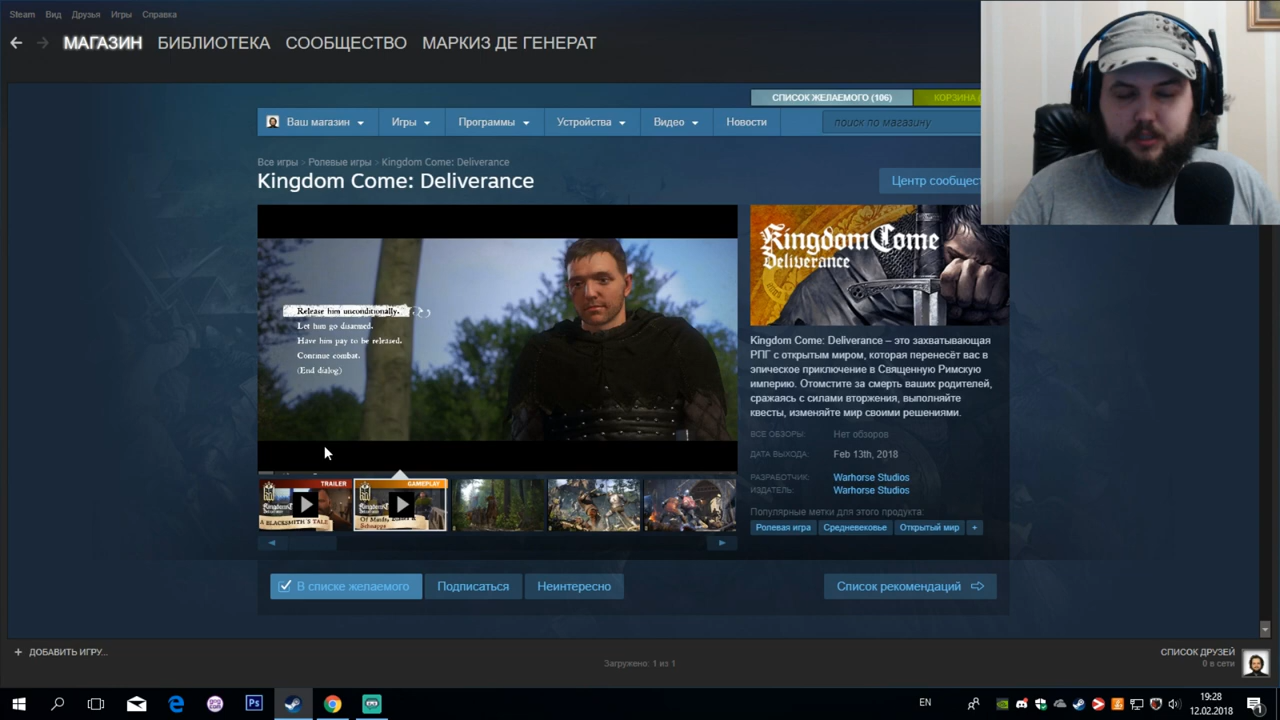 Steam Вид Друзья Игры Справка
МАГАЗИН БИБЛИОТЕКА СООБЩЕСТВО МАРКИЗ ДЕ ГЕНЕРАТ
СПИСОК ЖЕЛАЕМОГО (106) КОРЗИНА
Ваш магазин Игры Программы Устройства Видео Новости поиск по магазину
Все игры > Ролевые игры > Kingdom Come: Deliverance
Kingdom Come: Deliverance
Центр сообщест
Release him unconditionally.
Let him go disarmed.
Have him pay to be released.
Continue combat.
(End dialog)
TRAILER
A BLACKSMITH'S TALE
GAMEPLAY
Kingdom Come
Deliverance
Kingdom Come: Deliverance – это захватывающая
РПГ с открытым миром, которая перенесёт вас в
эпическое приключение в Священную Римскую
империю. Отомстите за смерть ваших родителей,
сражаясь с силами вторжения, выполняйте
квесты, изменяйте мир своими решениями.
ВСЕ ОБЗОРЫ: Нет обзоров
ДАТА ВЫХОДА: Feb 13th, 2018
РАЗРАБОТЧИК: Warhorse Studios
ИЗДАТЕЛЬ: Warhorse Studios
Популярные метки для этого продукта:
Ролевая игра Средневековье Открытый мир +
В списке желаемого Подписаться Неинтересно Список рекомендаций
+ ДОБАВИТЬ ИГРУ...
Загружено: 1 из 1
СПИСОК ДРУЗЕЙ
0 в сети
EN
19:28
12.02.2018